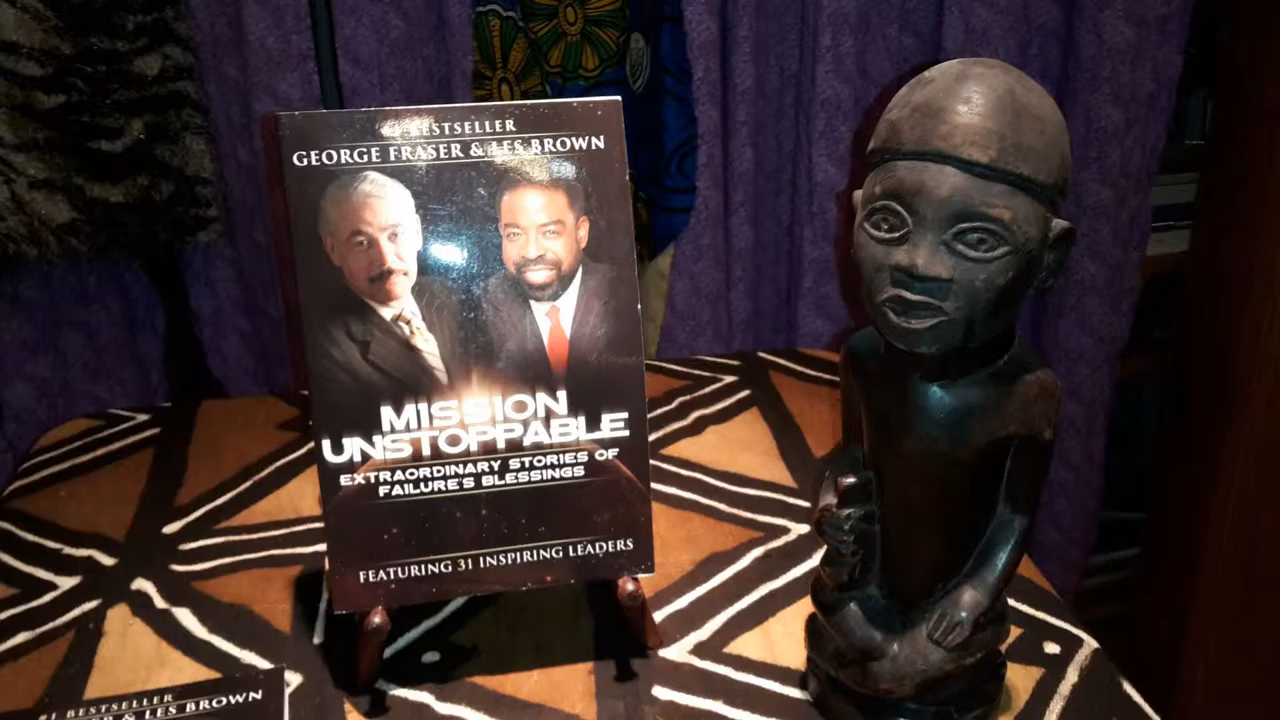 #1 BESTSELLER
GEORGE FRASER & LES BROWN
MISSION
UNSTOPPABLE
EXTRAORDINARY STORIES OF
FAILURE'S BLESSINGS
FEATURING 31 INSPIRING LEADERS
#1 BESTSELLER
& LES BROWN